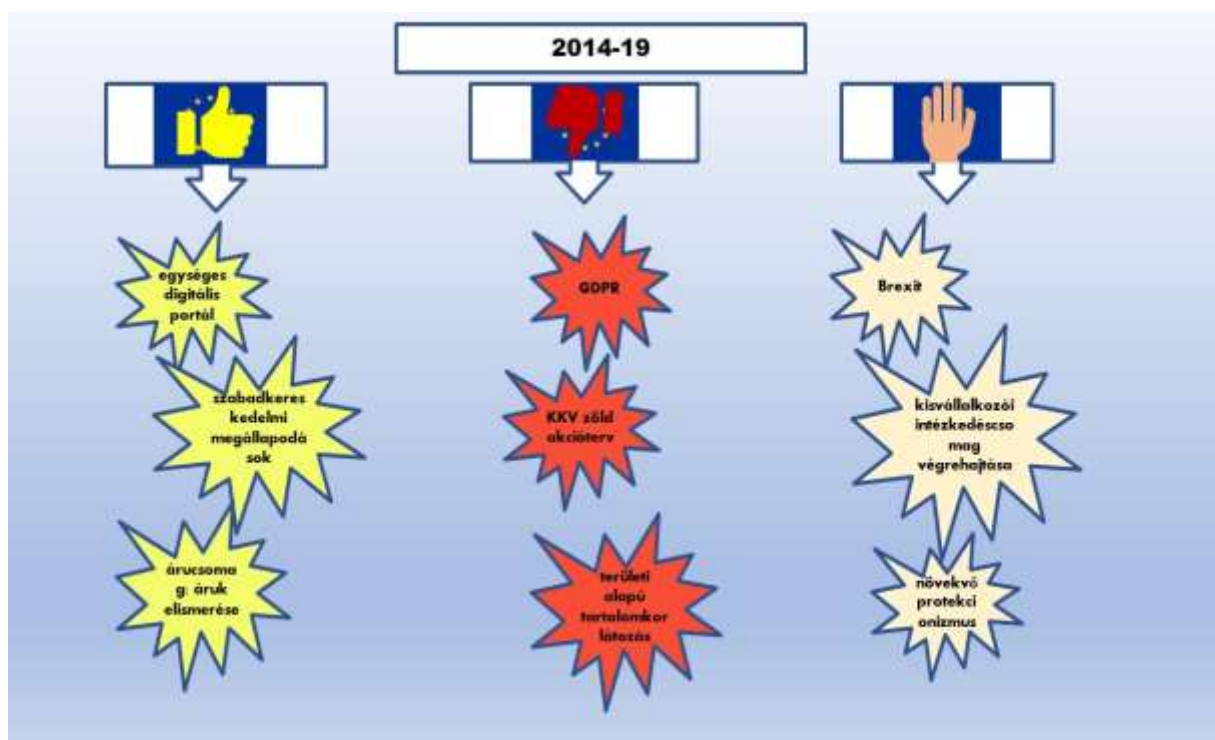 2014-19
egységes
digitális
portál
szabadkeres
kedelmi
megállapodá
sok
árucsoma
g: áruk
elismerése
GDPR
KKV zöld
akcióterv
területi
alapú
tartalomkor
látozás
Brexit
kisvállalkozói
intézkedéscso
mag
végrehajtása
növekvő
protekci
onizmus